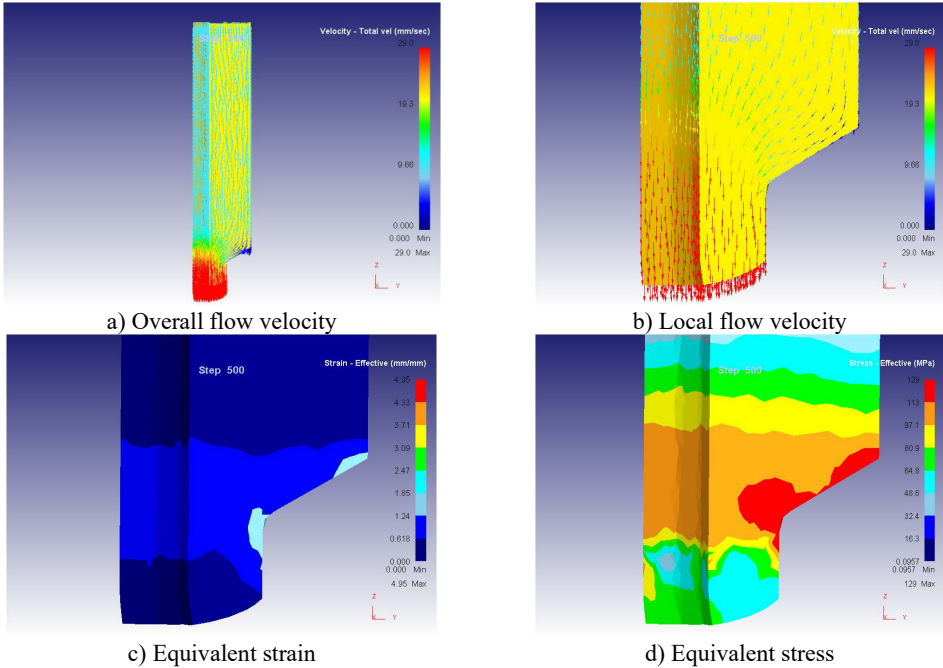 Velocity - Total vel (mm/sec)
Step 500
29.0
19.3
9.66
0.000
0.000 Min
29.0 Max
Z
X Y
a) Overall flow velocity
Velocity - Total vel (mm/sec)
Step 500
29.0
19.3
9.66
0.000
0.000 Min
29.0 Max
Z
X Y
b) Local flow velocity
Strain - Effective (mm/mm)
Step 500
4.95
4.33
3.71
3.09
2.47
1.85
1.24
0.618
0.000
0.000 Min
4.95 Max
Z
X Y
c) Equivalent strain
Stress - Effective (MPa)
Step 500
129
113
97.1
80.9
64.8
48.6
32.4
16.3
0.0957
0.0957 Min
129 Max
Z
X Y
d) Equivalent stress